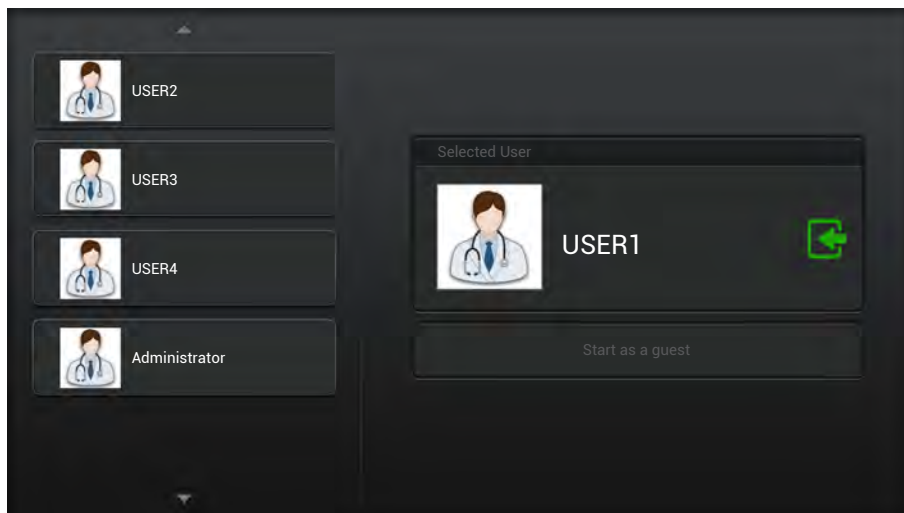 USER2
USER3
USER4
Administrator
Selected User
USER1
Start as a guest